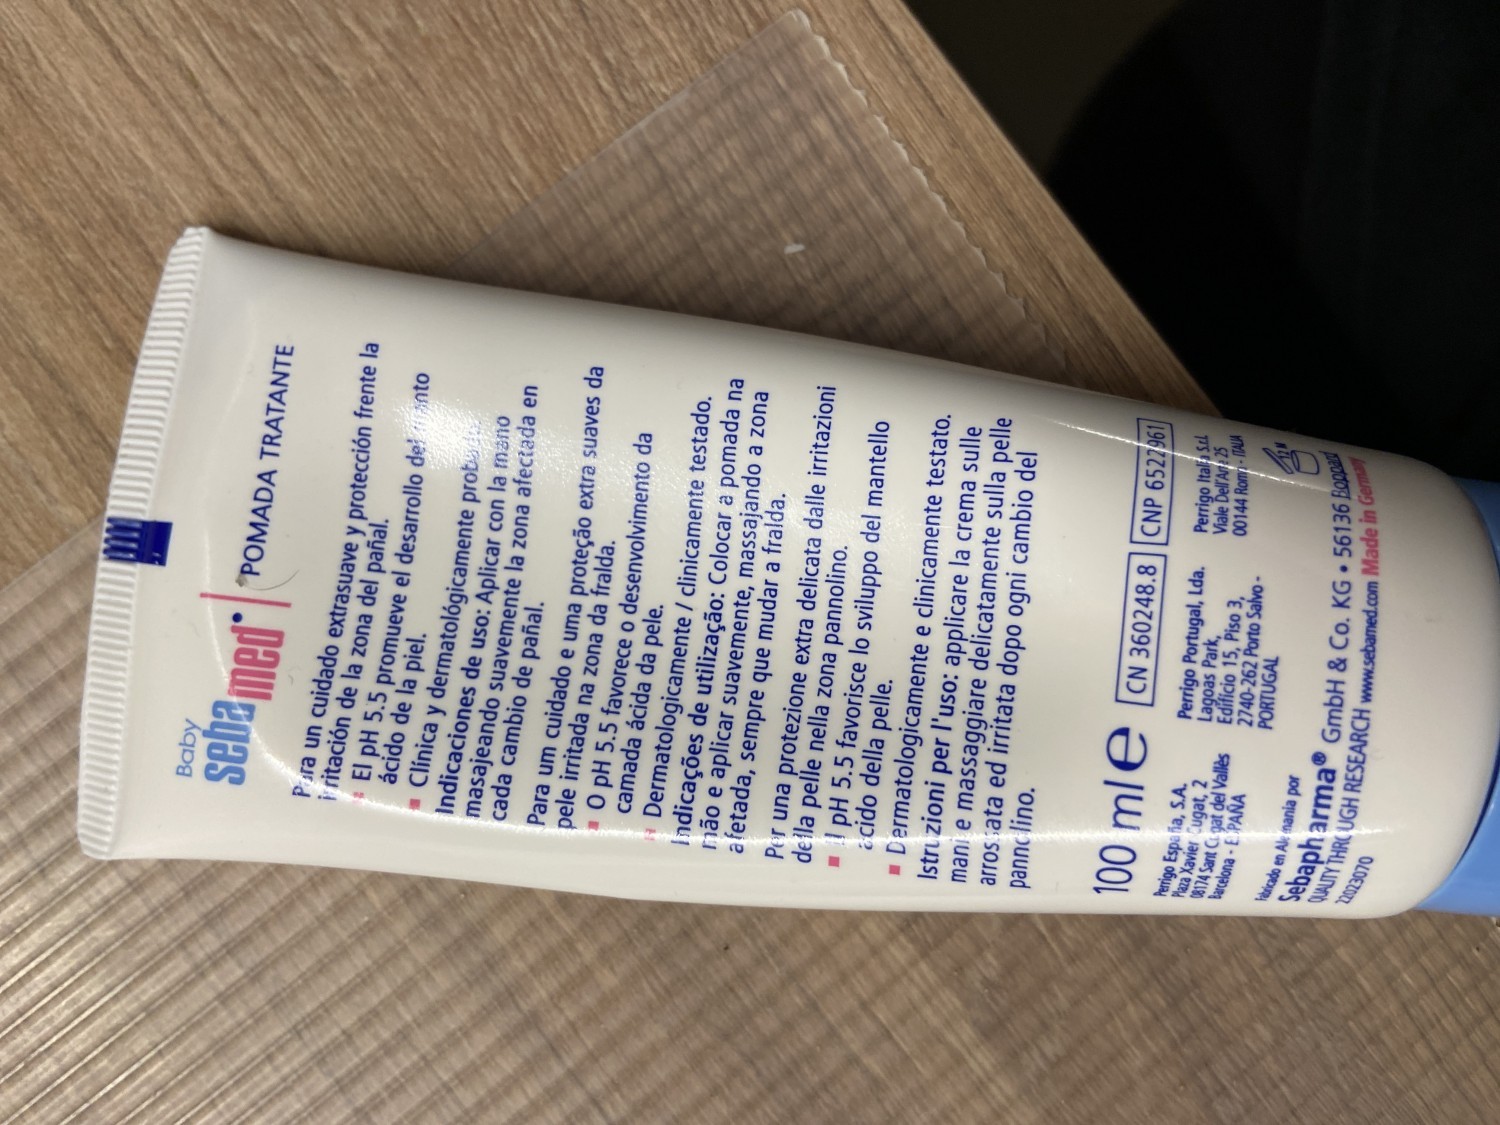 Baby
sebamed
POMADA TRATANTE
Para un cuidado extrasuave y protección frente la
irritación de la zona del pañal.
El pH 5.5 promueve el desarrollo del manto
ácido de la piel.
Clínica y dermatológicamente
Indicaciones de uso: Aplicar con la mano
masajeando suavemente la zona afectada en
cada cambio de pañal.
Para um cuidado e uma proteção extra suaves da
pele irritada na zona da fralda.
O pH 5.5 favorece o desenvolvimento da
camada ácida da pele.
Dermatologicamente / clinicamente testado.
Indicações de utilização: Colocar a pomada na
mão e aplicar suavemente, massajando a zona
afetada, sempre que mudar a fralda.
Per una protezione extra delicata dalle irritazioni
della pelle nella zona pannolino.
Il pH 5.5 favorisce lo sviluppo del mantello
acido della pelle.
Dermatologicamente e clinicamente testato.
Istruzioni per l'uso: applicare la crema sulle
mani e massaggiare delicatamente sulla pelle
arrossata ed irritata dopo ogni cambio del
pannolino.
100 ml e
CN 360248.8
CNP 6522961
Perrigo España, S.A.
Plaza Xavier Cugat, 2
08174 Sant Cugat del Vallès
Barcelona - ESPAÑA
Perrigo Portugal, Lda.
Lagoas Park,
Edifício 15, Piso 3,
2740-262 Porto Salvo -
PORTUGAL
Perrigo Italia S.r.l.
Viale Dell'Arte 25
00144 Roma - ITALIA
12M
Fabricado en Alemania por
Sebapharma® GmbH & Co. KG • 56136 Boppard
QUALITY THROUGH RESEARCH www.sebamed.com Made in Germany
22023070